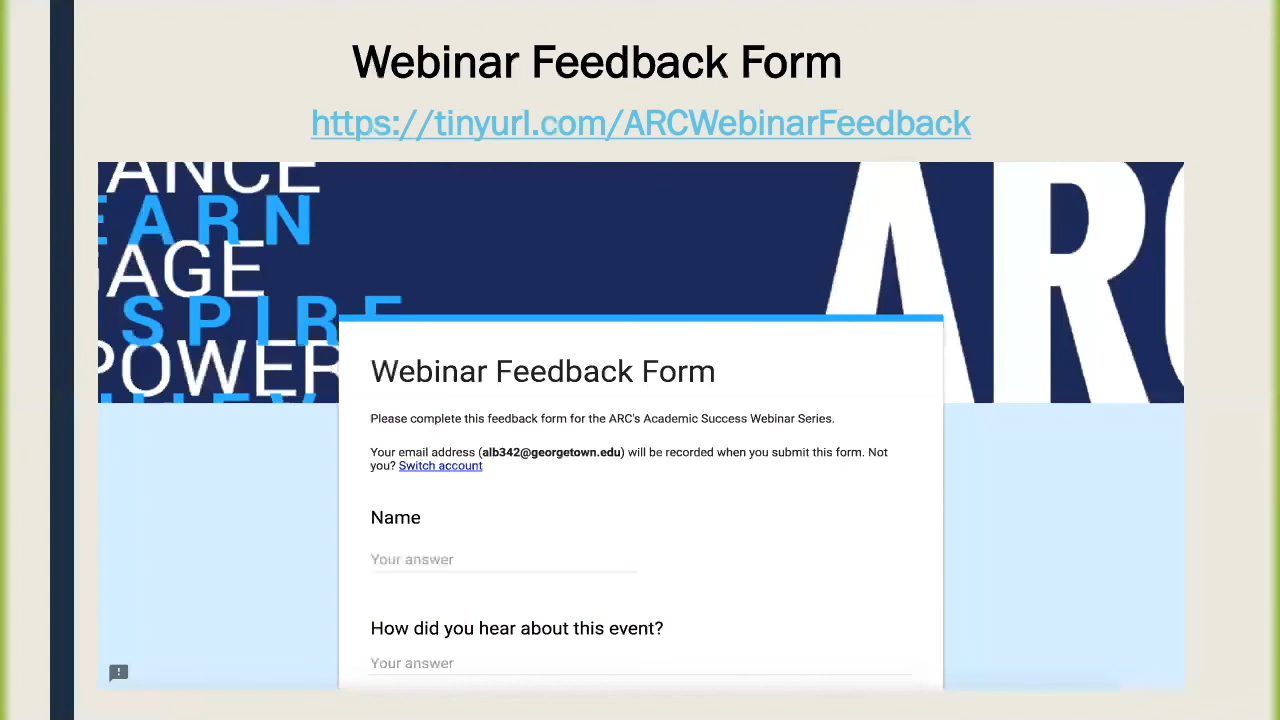 Webinar Feedback Form
https://tinyurl.com/ARCWebinarFeedback
ANCE
EARN
GAGE
SPIRE
POWER
ARC
Webinar Feedback Form
Please complete this feedback form for the ARC's Academic Success Webinar Series.
Your email address (alb342@georgetown.edu) will be recorded when you submit this form. Not
you? Switch account
Name
Your answer
How did you hear about this event?
Your answer